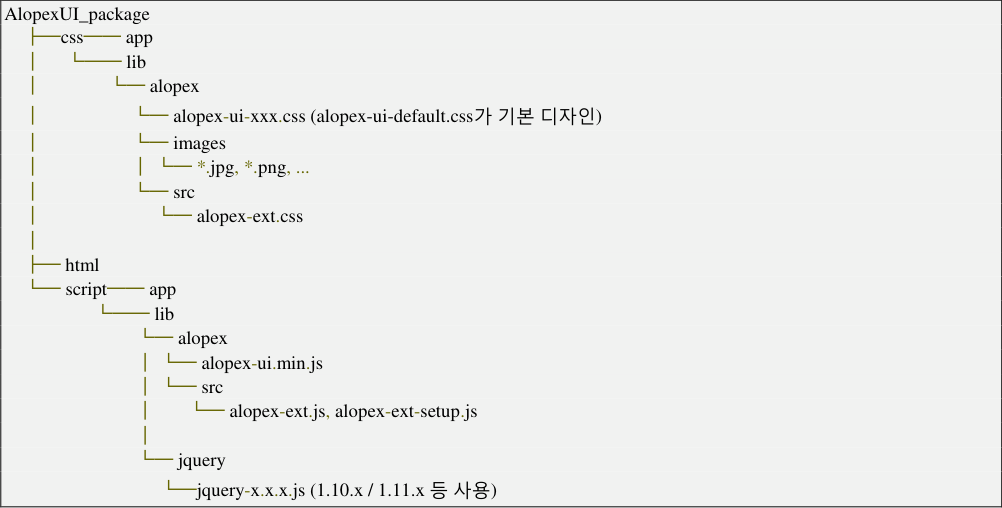 AlopexUI_package
├──css──── app
│ └──── lib
│ └── alopex
│ └── alopex-ui-xxx.css (alopex-ui-default.css가 기본 디자인)
│ └── images
│ │ └── *.jpg, *.png, ...
│ └── src
│ └── alopex-ext.css
│
├── html
└── script──── app
└──── lib
└── alopex
│ └── alopex-ui.min.js
│ └── src
│ └── alopex-ext.js, alopex-ext-setup.js
│
└── jquery
└──jquery-x.x.x.js (1.10.x / 1.11.x 등 사용)